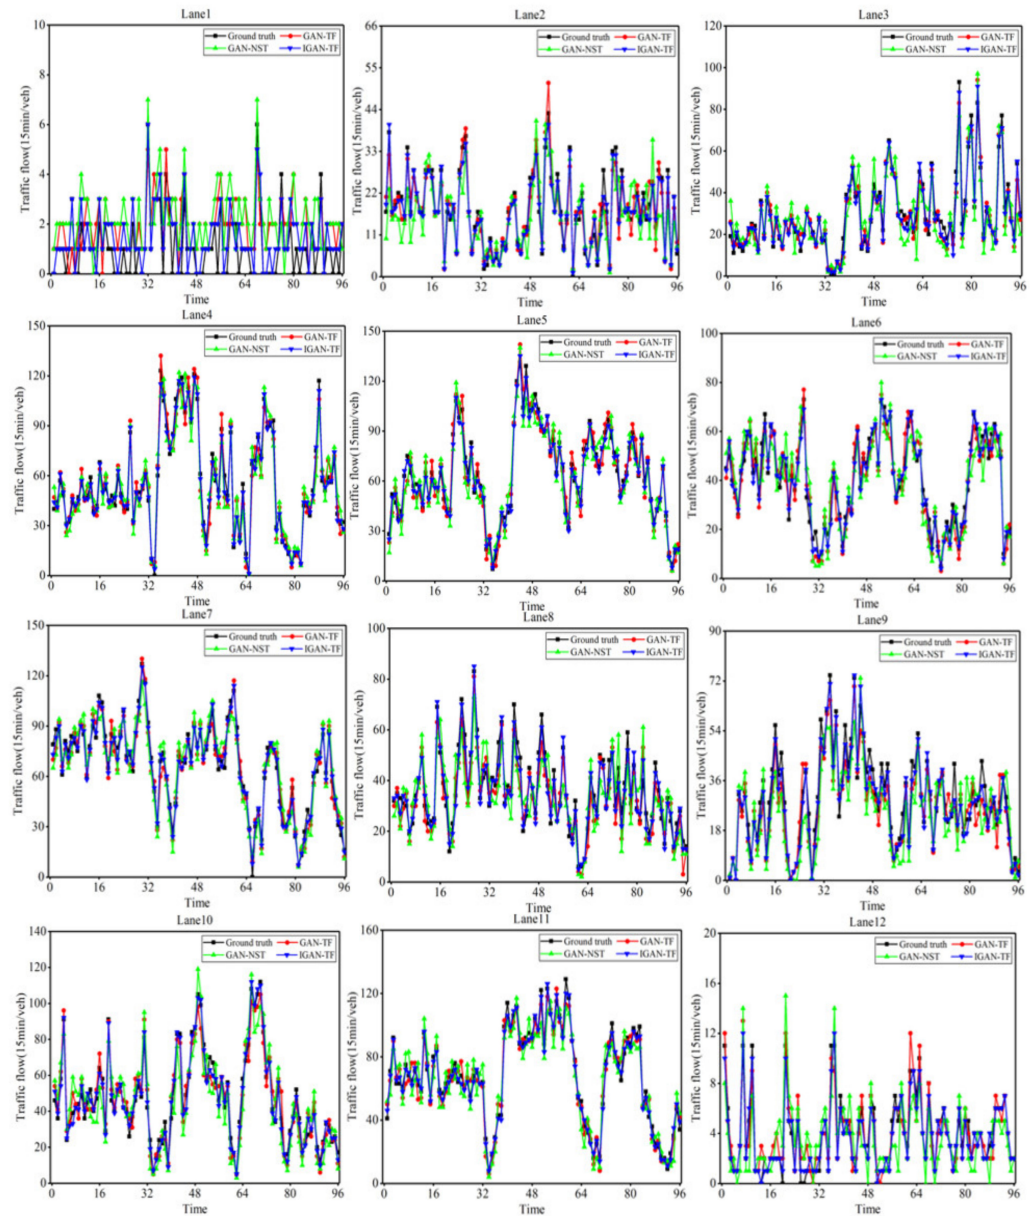 Lane1
Traffic flow(15min/veh)
10
8
6
4
2
0
Ground truth
GAN-TF
GAN-NST
IGAN-TF
0 16 32 48 64 80 96
Time
Lane2
Traffic flow(15min/veh)
66
55
44
33
22
11
0
Ground truth
GAN-TF
GAN-NST
IGAN-TF
0 16 32 48 64 80 96
Time
Lane3
Traffic flow(15min/veh)
120
100
80
60
40
20
0
Ground truth
GAN-TF
GAN-NST
IGAN-TF
0 16 32 48 64 80 96
Time
Lane4
Traffic flow(15min/veh)
150
120
90
60
30
0
Ground truth
GAN-TF
GAN-NST
IGAN-TF
0 16 32 48 64 80 96
Time
Lane5
Traffic flow(15min/veh)
150
120
90
60
30
0
Ground truth
GAN-TF
GAN-NST
IGAN-TF
0 16 32 48 64 80 96
Time
Lane6
Traffic flow(15min/veh)
100
80
60
40
20
0
Ground truth
GAN-TF
GAN-NST
IGAN-TF
0 16 32 48 64 80 96
Time
Lane7
Traffic flow(15min/veh)
150
120
90
60
30
0
Ground truth
GAN-TF
GAN-NST
IGAN-TF
0 16 32 48 64 80 96
Time
Lane8
Traffic flow(15min/veh)
100
80
60
40
20
0
Ground truth
GAN-TF
GAN-NST
IGAN-TF
0 16 32 48 64 80 96
Time
Lane9
Traffic flow(15min/veh)
90
72
54
36
18
0
Ground truth
GAN-TF
GAN-NST
IGAN-TF
0 16 32 48 64 80 96
Time
Lane10
Traffic flow(15min/veh)
140
120
100
80
60
40
20
0
Ground truth
GAN-TF
GAN-NST
IGAN-TF
0 16 32 48 64 80 96
Time
Lane11
Traffic flow(15min/veh)
160
120
80
40
0
Ground truth
GAN-TF
GAN-NST
IGAN-TF
0 16 32 48 64 80 96
Time
Lane12
Traffic flow(15min/veh)
20
16
12
8
4
0
Ground truth
GAN-TF
GAN-NST
IGAN-TF
0 16 32 48 64 80 96
Time